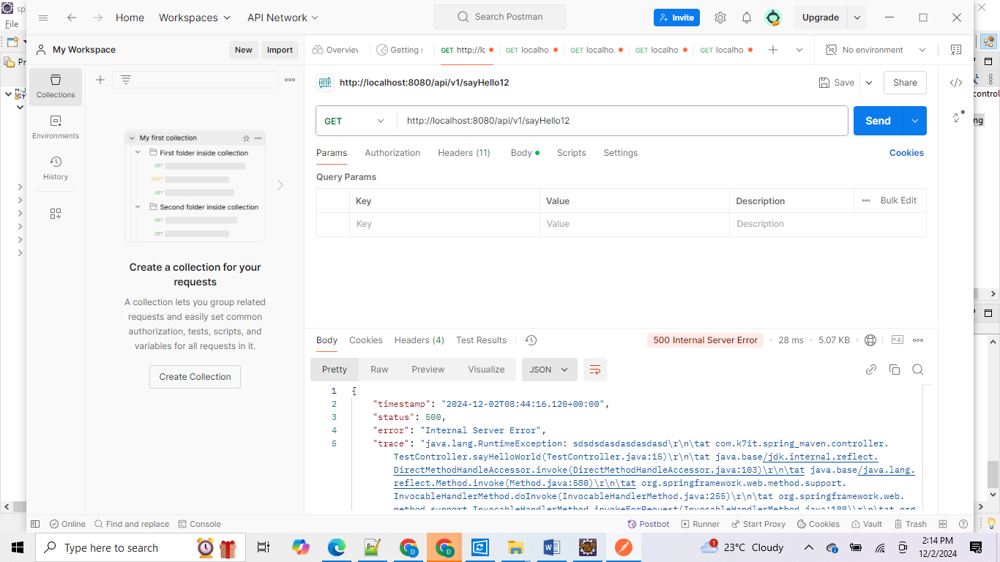 sp
File
Pr
Home
Workspaces
API Network
Search Postman
Invite
Upgrade
My Workspace
New
Import
Overview
Getting s
GET http://lo
GET localho
GET localho
GET localho
GET localho
No environment
Collections
Environments
History
My first collection
First folder inside collection
GET
POST
GET
Second folder inside collection
GET
GET
Create a collection for your
requests
A collection lets you group related
requests and easily set common
authorization, tests, scripts, and
variables for all requests in it.
Create Collection
HTTP http://localhost:8080/api/v1/sayHello12
Save
Share
GET
http://localhost:8080/api/v1/sayHello12
Send
Params
Authorization
Headers (11)
Body
Scripts
Settings
Cookies
Query Params
Key
Value
Description
Bulk Edit
Key
Value
Description
control
ng
Body
Cookies
Headers (4)
Test Results
500 Internal Server Error
28 ms
5.07 KB
e.g.
Pretty
Raw
Preview
Visualize
JSON
1 {
2 "timestamp": "2024-12-02T08:44:16.120+00:00",
3 "status": 500,
4 "error": "Internal Server Error",
5 "trace": "java.lang.RuntimeException: sdsdsdasdasdasdasd\r\n\tat com.k7it.spring_maven.controller.
TestController.sayHelloWorld(TestController.java:15)\r\n\tat java.base/jdk.internal.reflect.
DirectMethodHandleAccessor.invoke(DirectMethodHandleAccessor.java:103)\r\n\tat java.base/java.lang.
reflect.Method.invoke(Method.java:580)\r\n\tat org.springframework.web.method.support.
InvocableHandlerMethod.doInvoke(InvocableHandlerMethod.java:255)\r\n\tat org.springframework.web.
method.support.InvocableHandlerMethod.invokeForRequest(InvocableHandlerMethod.java:188)\r\n\tat org
Online
Find and replace
Console
Postbot
Runner
Start Proxy
Cookies
Vault
Trash
Type here to search
1
23°C Cloudy
2:14 PM
12/2/2024